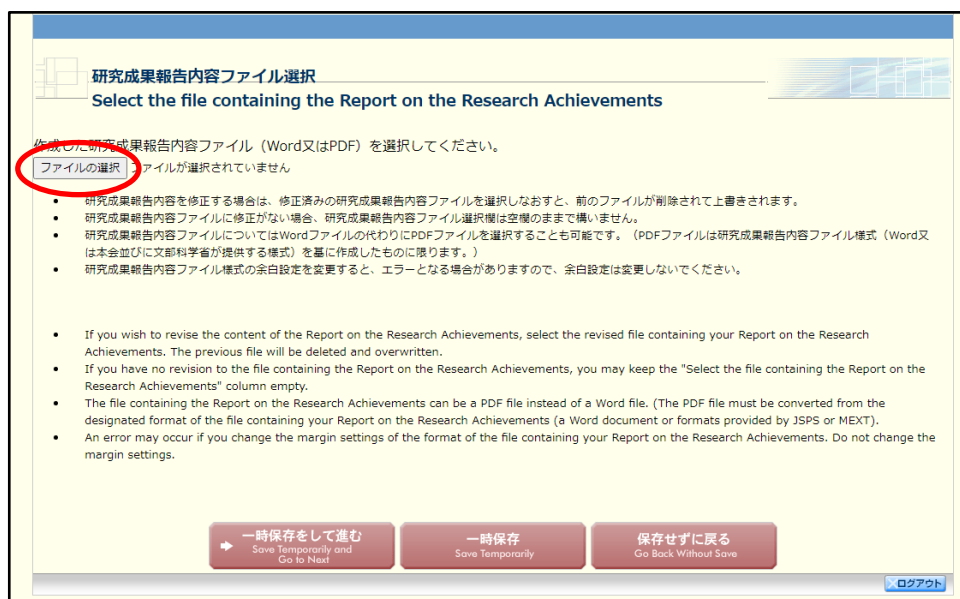 研究成果報告内容ファイル選択
Select the file containing the Report on the Research Achievements
作成した研究成果報告内容ファイル（Word又はPDF）を選択してください。
ファイルの選択 ファイルが選択されていません
• 研究成果報告内容を修正する場合は、修正済みの研究成果報告内容ファイルを選択しなおすと、前のファイルが削除されて上書きされます。
• 研究成果報告内容ファイルに修正がない場合、研究成果報告内容ファイル選択欄は空欄のままで構いません。
• 研究成果報告内容ファイルについてはWordファイルの代わりにPDFファイルを選択することも可能です。（PDFファイルは研究成果報告内容ファイル様式（Word又
は本会並びに文部科学省が提供する様式）を基に作成したものに限ります。）
• 研究成果報告内容ファイル様式の余白設定を変更すると、エラーとなる場合がありますので、余白設定は変更しないでください。
• If you wish to revise the content of the Report on the Research Achievements, select the revised file containing your Report on the Research
Achievements. The previous file will be deleted and overwritten.
• If you have no revision to the file containing the Report on the Research Achievements, you may keep the "Select the file containing the Report on the
Research Achievements" column empty.
• The file containing the Report on the Research Achievements can be a PDF file instead of a Word file. (The PDF file must be converted from the
designated format of the file containing your Report on the Research Achievements (a Word document or formats provided by JSPS or MEXT).
• An error may occur if you change the margin settings of the format of the file containing your Report on the Research Achievements. Do not change the
margin settings.
一時保存をして進む
Save Temporarily and
Go to Next
一時保存
Save Temporarily
保存せずに戻る
Go Back Without Save
ログアウト